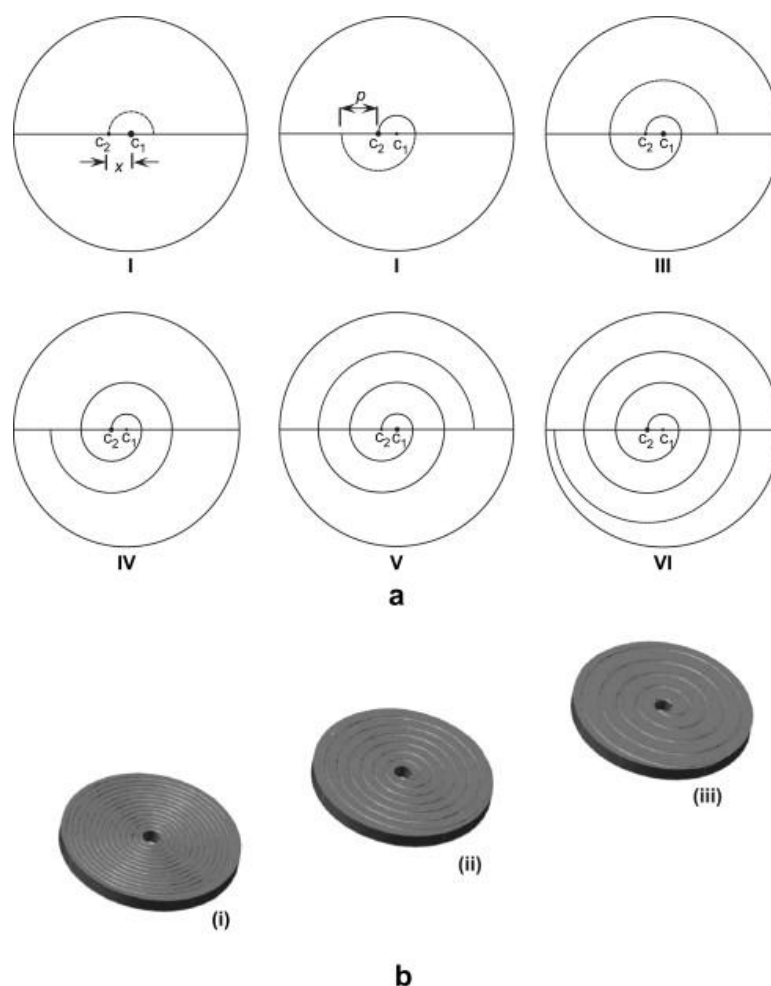 c₂ c₁
x
I
p
c₂ c₁
I
c₂ c₁
III
c₂ c₁
IV
c₂ c₁
V
c₂ c₁
VI
a
(i)
(ii)
(iii)
b